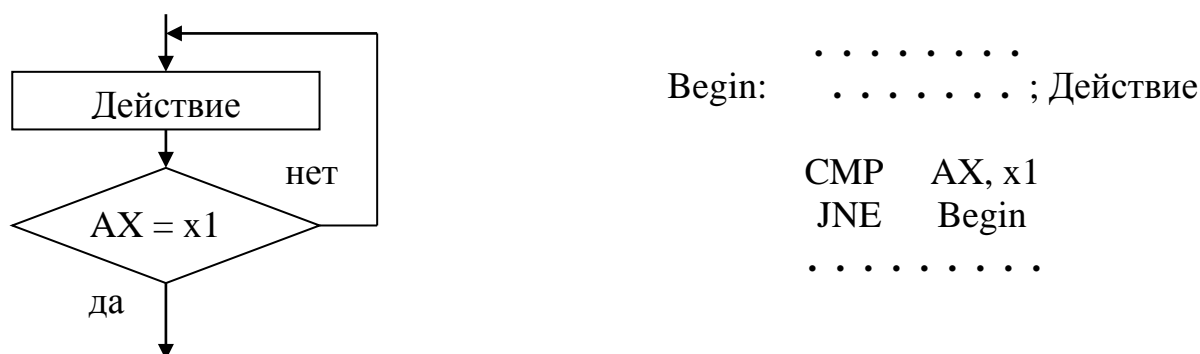 Действие
нет
AX = x1
да
. . . . . . . .
Begin: . . . . . . . ; Действие
CMP AX, x1
JNE Begin
. . . . . . . . .